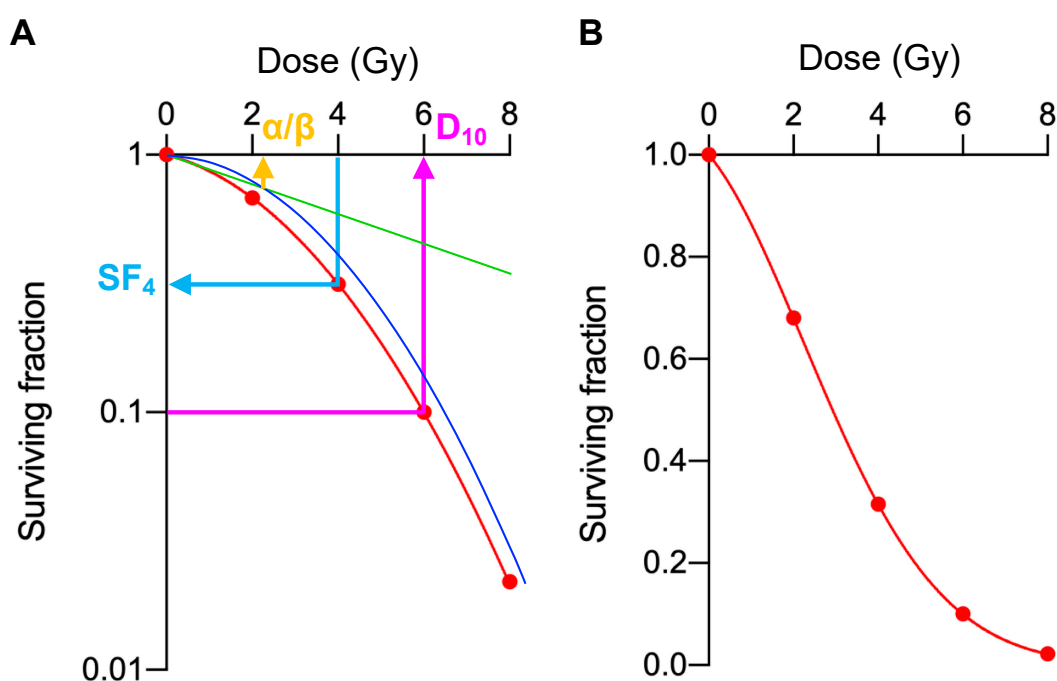 A
Dose (Gy)
0 2 4 6 8
α/β
D₁₀
1
SF₄
0.1
0.01
Surviving fraction
B
Dose (Gy)
0 2 4 6 8
1.0
0.8
0.6
0.4
0.2
0.0
Surviving fraction